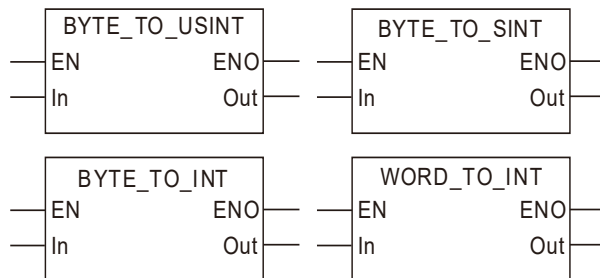 BYTE_TO_USINT
EN ENO
In Out
BYTE_TO_SINT
EN ENO
In Out
BYTE_TO_INT
EN ENO
In Out
WORD_TO_INT
EN ENO
In Out